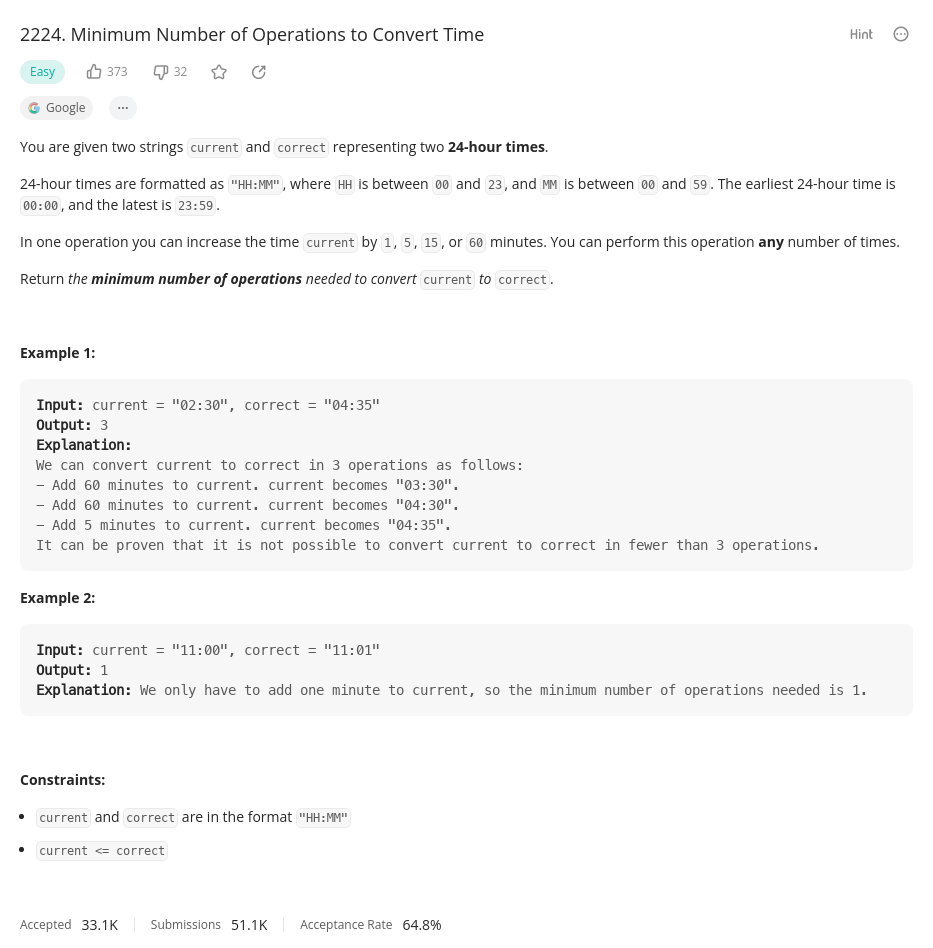 2224. Minimum Number of Operations to Convert Time
Hint
Easy 373 32
Google ...
You are given two strings current and correct representing two 24-hour times.
24-hour times are formatted as "HH:MM", where HH is between 00 and 23, and MM is between 00 and 59. The earliest 24-hour time is
00:00, and the latest is 23:59.
In one operation you can increase the time current by 1, 5, 15, or 60 minutes. You can perform this operation any number of times.
Return the minimum number of operations needed to convert current to correct.
Example 1:
Input: current = "02:30", correct = "04:35"
Output: 3
Explanation:
We can convert current to correct in 3 operations as follows:
- Add 60 minutes to current. current becomes "03:30".
- Add 60 minutes to current. current becomes "04:30".
- Add 5 minutes to current. current becomes "04:35".
It can be proven that it is not possible to convert current to correct in fewer than 3 operations.
Example 2:
Input: current = "11:00", correct = "11:01"
Output: 1
Explanation: We only have to add one minute to current, so the minimum number of operations needed is 1.
Constraints:
• current and correct are in the format "HH:MM"
• current <= correct
Accepted 33.1K Submissions 51.1K Acceptance Rate 64.8%